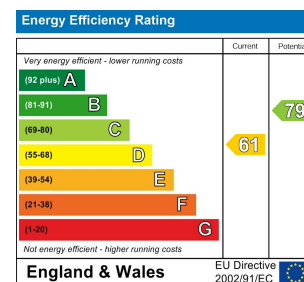 Energy Efficiency Rating
Current
Very energy efficient - lower running costs
(92 plus) A
(81-91) B
79
(69-80) C
61
(55-68) D
(39-54) E
(21-38) F
(1-20) G
Not energy efficient - higher running costs
England & Wales
EU Directive
2002/91/EC